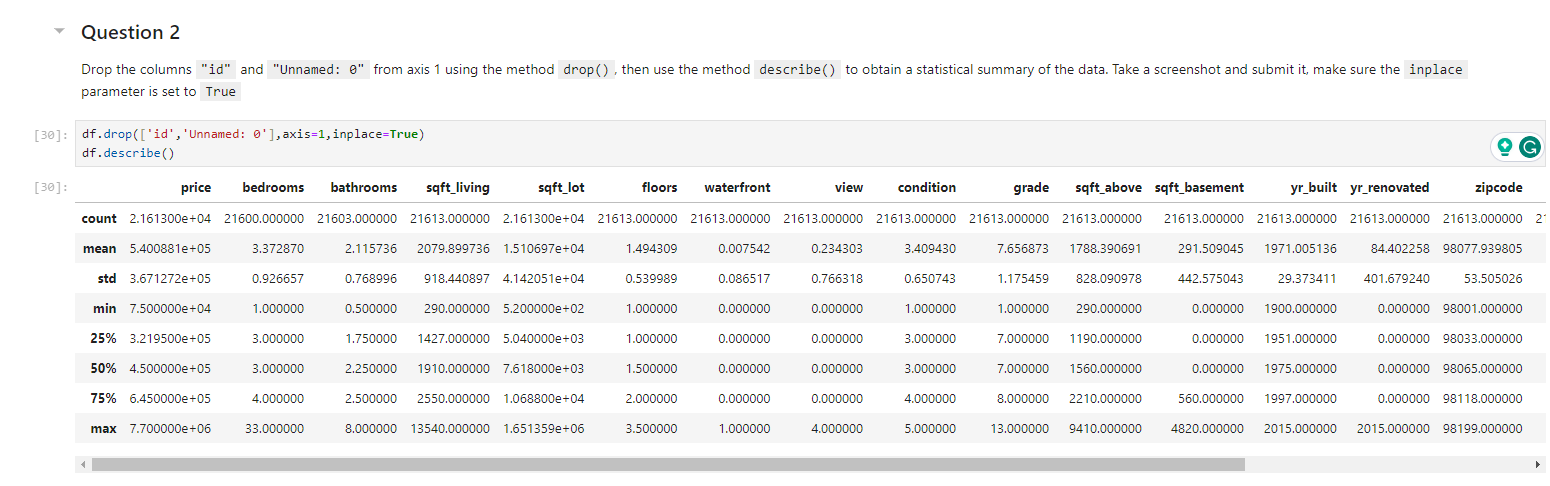 Question 2
Drop the columns "id" and "Unnamed: 0" from axis 1 using the method drop(), then use the method describe() to obtain a statistical summary of the data. Take a screenshot and submit it, make sure the inplace
parameter is set to True
[30]: df.drop(['id','Unnamed: 0'],axis=1,inplace=True)
df.describe()
[30]: price bedrooms bathrooms sqft_living sqft_lot floors waterfront view condition grade sqft_above sqft_basement yr_built yr_renovated zipcode
count 2.161300e+04 21600.000000 21603.000000 21613.000000 2.161300e+04 21613.000000 21613.000000 21613.000000 21613.000000 21613.000000 21613.000000 21613.000000 21613.000000 21613.000000 21613.000000 21
mean 5.400881e+05 3.372870 2.115736 2079.899736 1.510697e+04 1.494309 0.007542 0.234303 3.409430 7.656873 1788.390691 291.509045 1971.005136 84.402258 98077.939805
std 3.671272e+05 0.926657 0.768996 918.440897 4.142051e+04 0.539989 0.086517 0.766318 0.650743 1.175459 828.090978 442.575043 29.373411 401.679240 53.505026
min 7.500000e+04 1.000000 0.500000 290.000000 5.200000e+02 1.000000 0.000000 0.000000 1.000000 1.000000 290.000000 0.000000 1900.000000 0.000000 98001.000000
25% 3.219500e+05 3.000000 1.750000 1427.000000 5.040000e+03 1.000000 0.000000 0.000000 3.000000 7.000000 1190.000000 0.000000 1951.000000 0.000000 98033.000000
50% 4.500000e+05 3.000000 2.250000 1910.000000 7.618000e+03 1.500000 0.000000 0.000000 3.000000 7.000000 1560.000000 0.000000 1975.000000 0.000000 98065.000000
75% 6.450000e+05 4.000000 2.500000 2550.000000 1.068800e+04 2.000000 0.000000 0.000000 4.000000 8.000000 2210.000000 560.000000 1997.000000 0.000000 98118.000000
max 7.700000e+06 33.000000 8.000000 13540.000000 1.651359e+06 3.500000 1.000000 4.000000 5.000000 13.000000 9410.000000 4820.000000 2015.000000 2015.000000 98199.000000